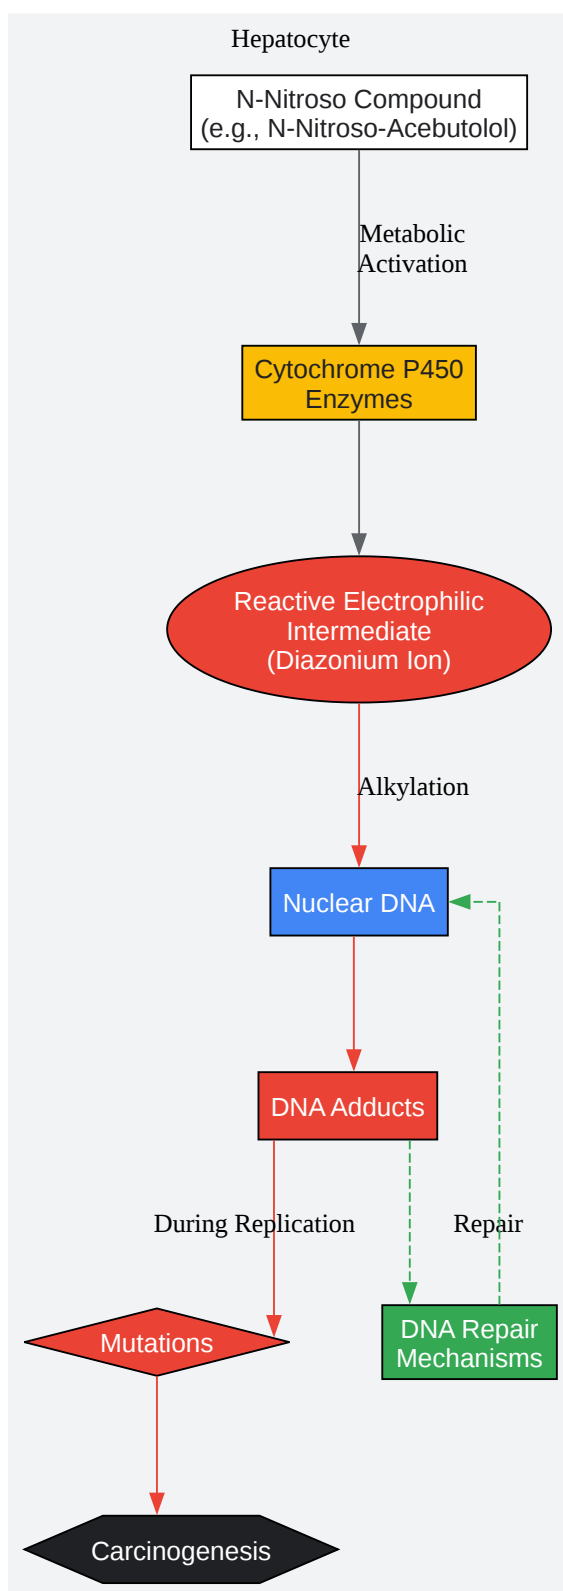 Hepatocyte
N-Nitroso Compound
(e.g., N-Nitroso-Acebutolol)
Metabolic
Activation
Cytochrome P450
Enzymes
Reactive Electrophilic
Intermediate
(Diazonium Ion)
Alkylation
Nuclear DNA
DNA Adducts
During Replication
Repair
Mutations
DNA Repair
Mechanisms
Carcinogenesis